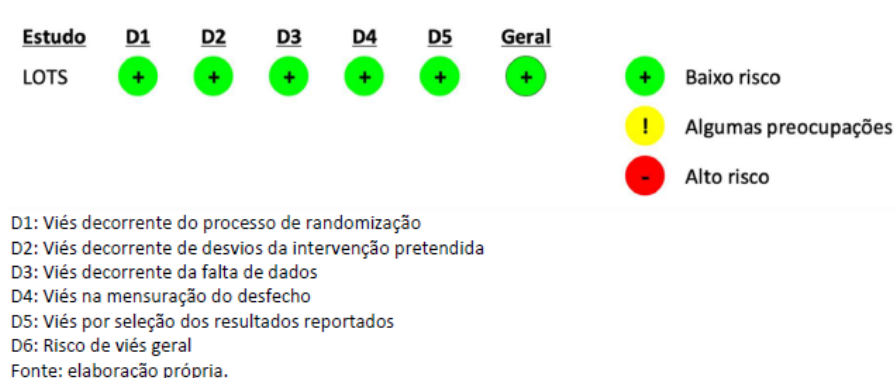 Estudo D1 D2 D3 D4 D5 Geral
LOTS + + + + + + + Baixo risco
! Algumas preocupações
- Alto risco
D1: Viés decorrente do processo de randomização
D2: Viés decorrente de desvios da intervenção pretendida
D3: Viés decorrente da falta de dados
D4: Viés na mensuração do desfecho
D5: Viés por seleção dos resultados reportados
D6: Risco de viés geral
Fonte: elaboração própria.